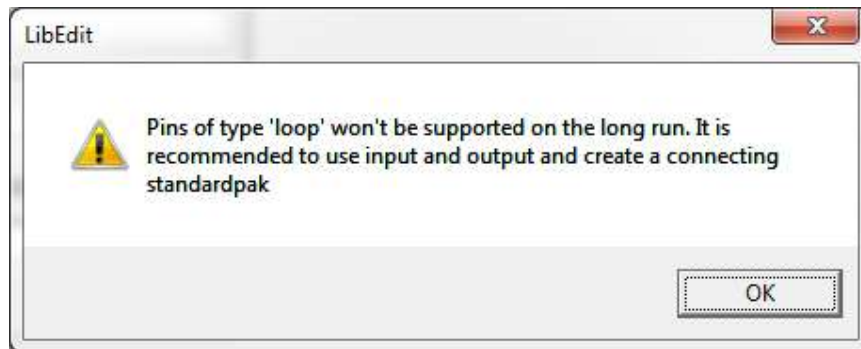 LibEdit
Pins of type 'loop' won't be supported on the long run. It is
recommended to use input and output and create a connecting
standardpak
OK